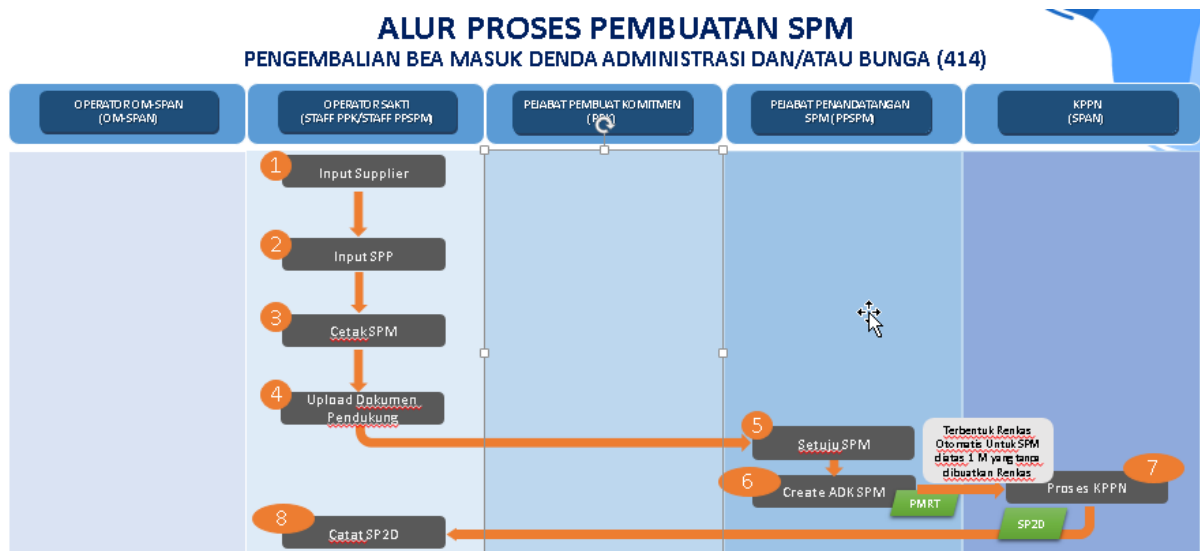 ALUR PROSES PEMBUATAN SPM
PENGEMBALIAN BEA MASUK DENDA ADMINISTRASI DAN/ATAU BUNGA (414)
OPERATOR OM-SPAN
(OM-SPAN)
OPERATOR SAKTI
(STAFF PPK/STAFF PPSPM)
PEJABAT PEMBUAT KOMITMEN
(PPK)
PEJABAT PENANDATANGAN
SPM (PPSPM)
KPPN
(SPAN)
1
Input Supplier
2
Input SPP
3
Cetak SPM
4
Upload Dokumen
Pendukung
5
Setuju SPM
6
Create ADK SPM
PMRT
Terbentuk Renkas
Otomatis Untuk SPM
diatas 1 M yang tanpa
dibuatkan Renkas
7
Proses KPPN
SP2D
8
Catat SP2D